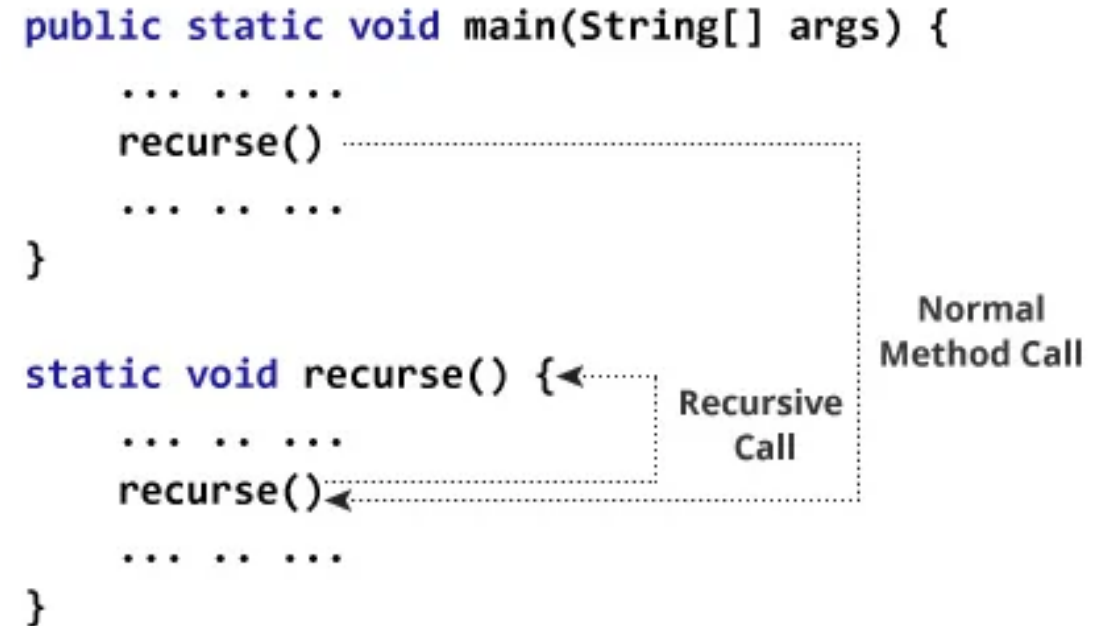 public static void main(String[] args) {
... .. ...
recurse()
... .. ...
}
Normal
Method Call
static void recurse() {
Recursive
Call
... .. ...
recurse()
... .. ...
}